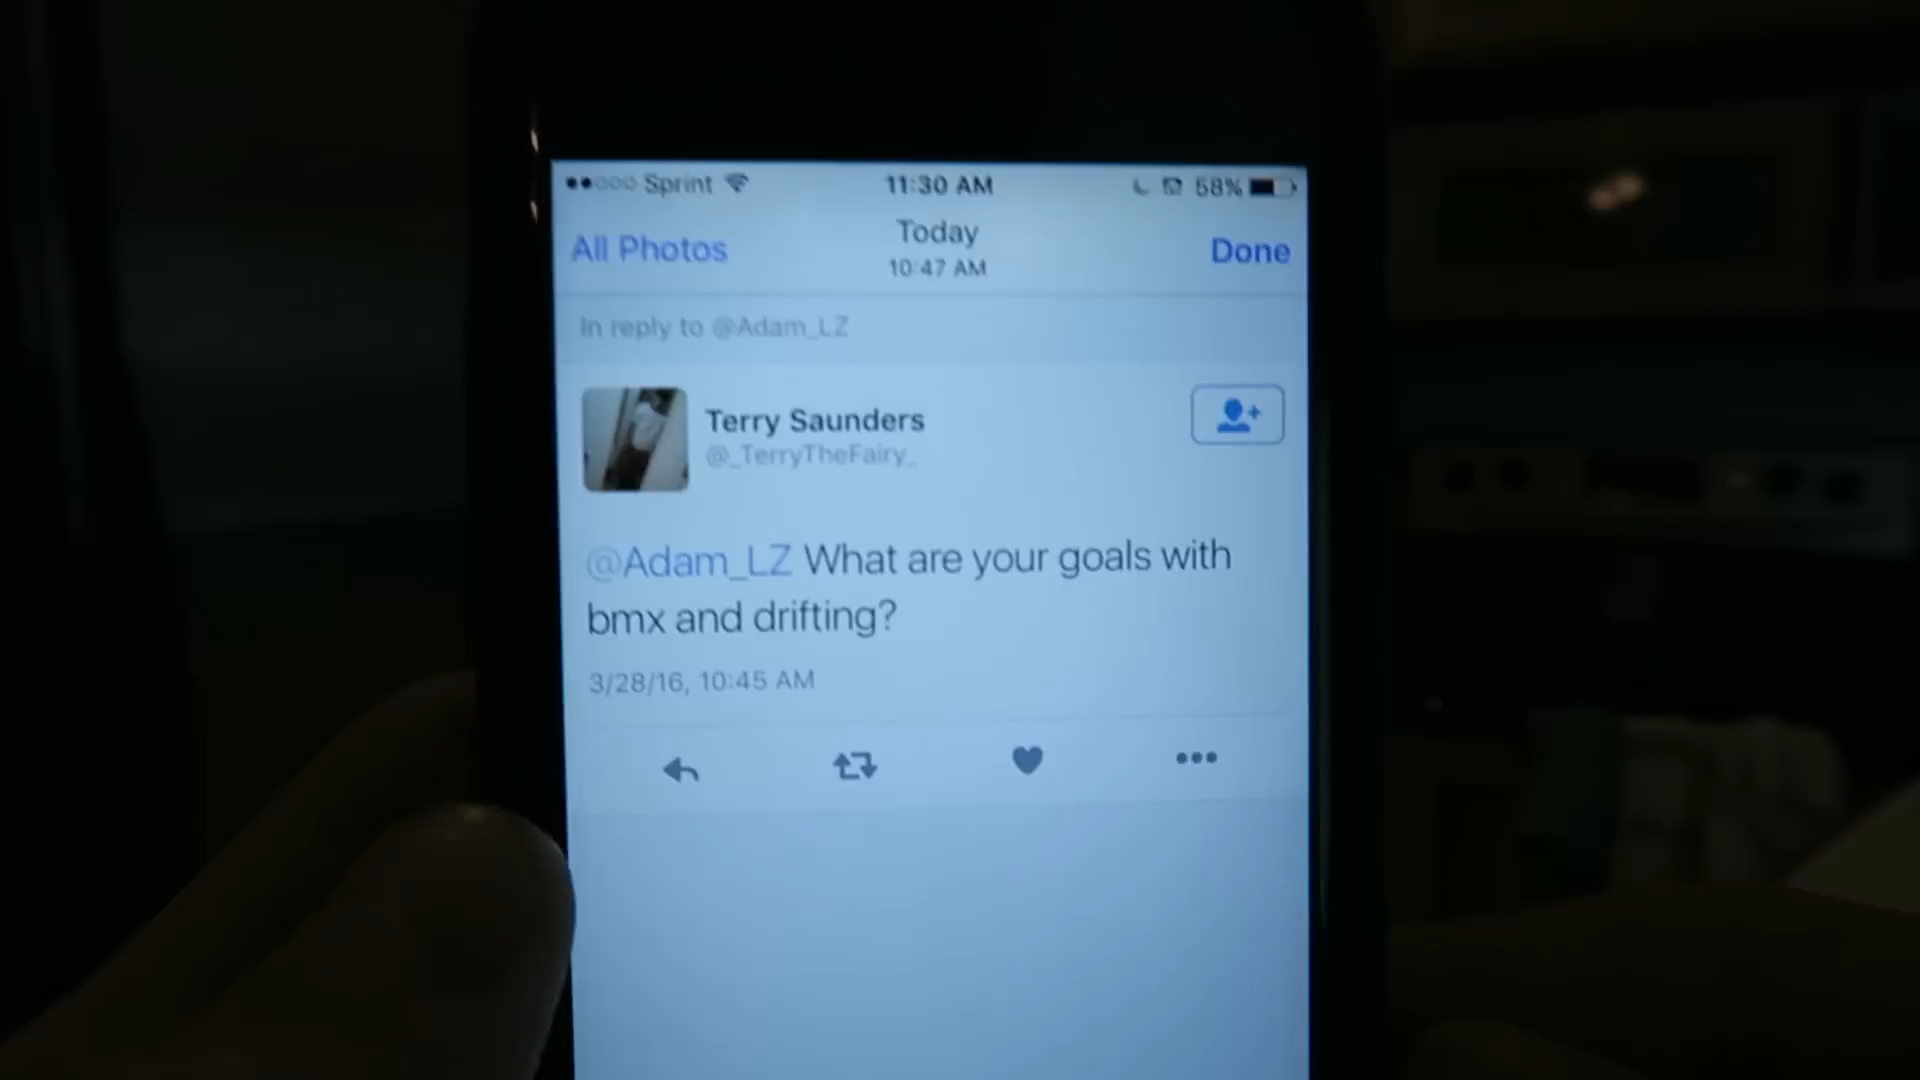 Sprint 11:30 AM 58%
All Photos Today Done
10:47 AM
In reply to @Adam_LZ
Terry Saunders
@_TerryTheFairy_
@Adam_LZ What are your goals with
bmx and drifting?
3/28/16, 10:45 AM